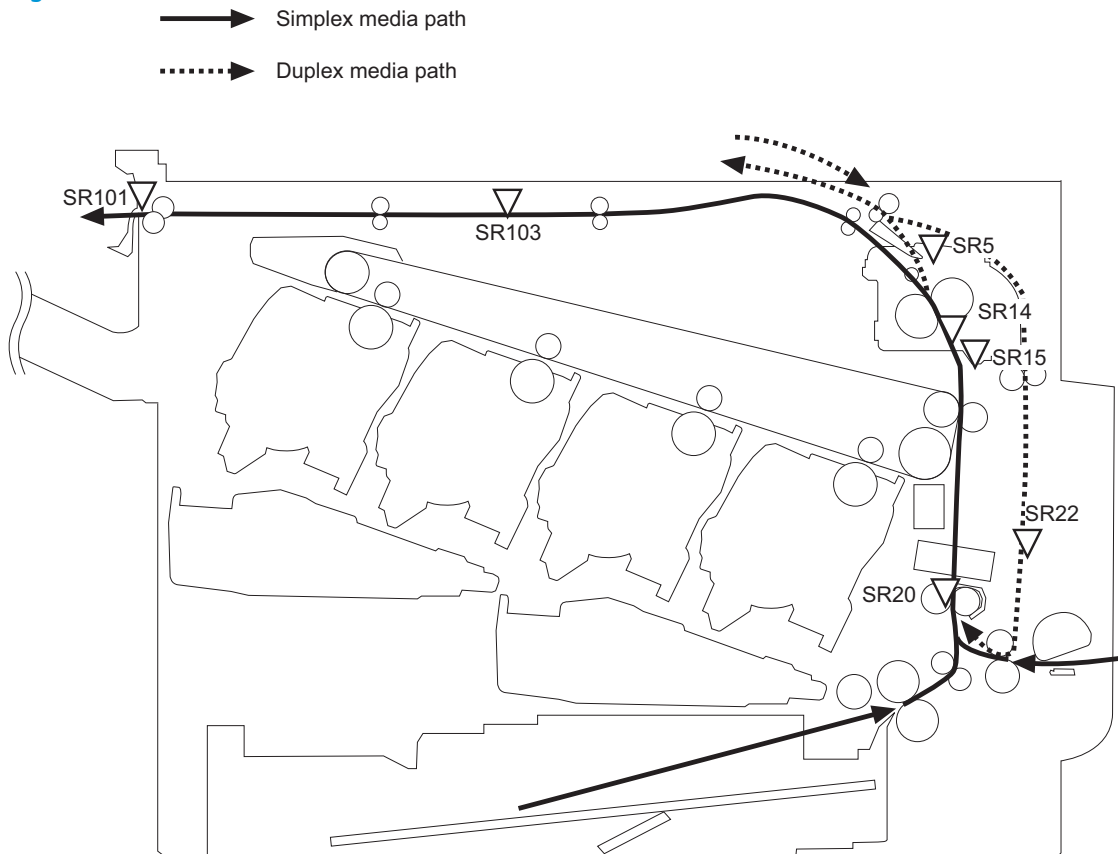 Simplex media path
Duplex media path
SR101
SR103
SR5
SR14
SR15
SR22
SR20